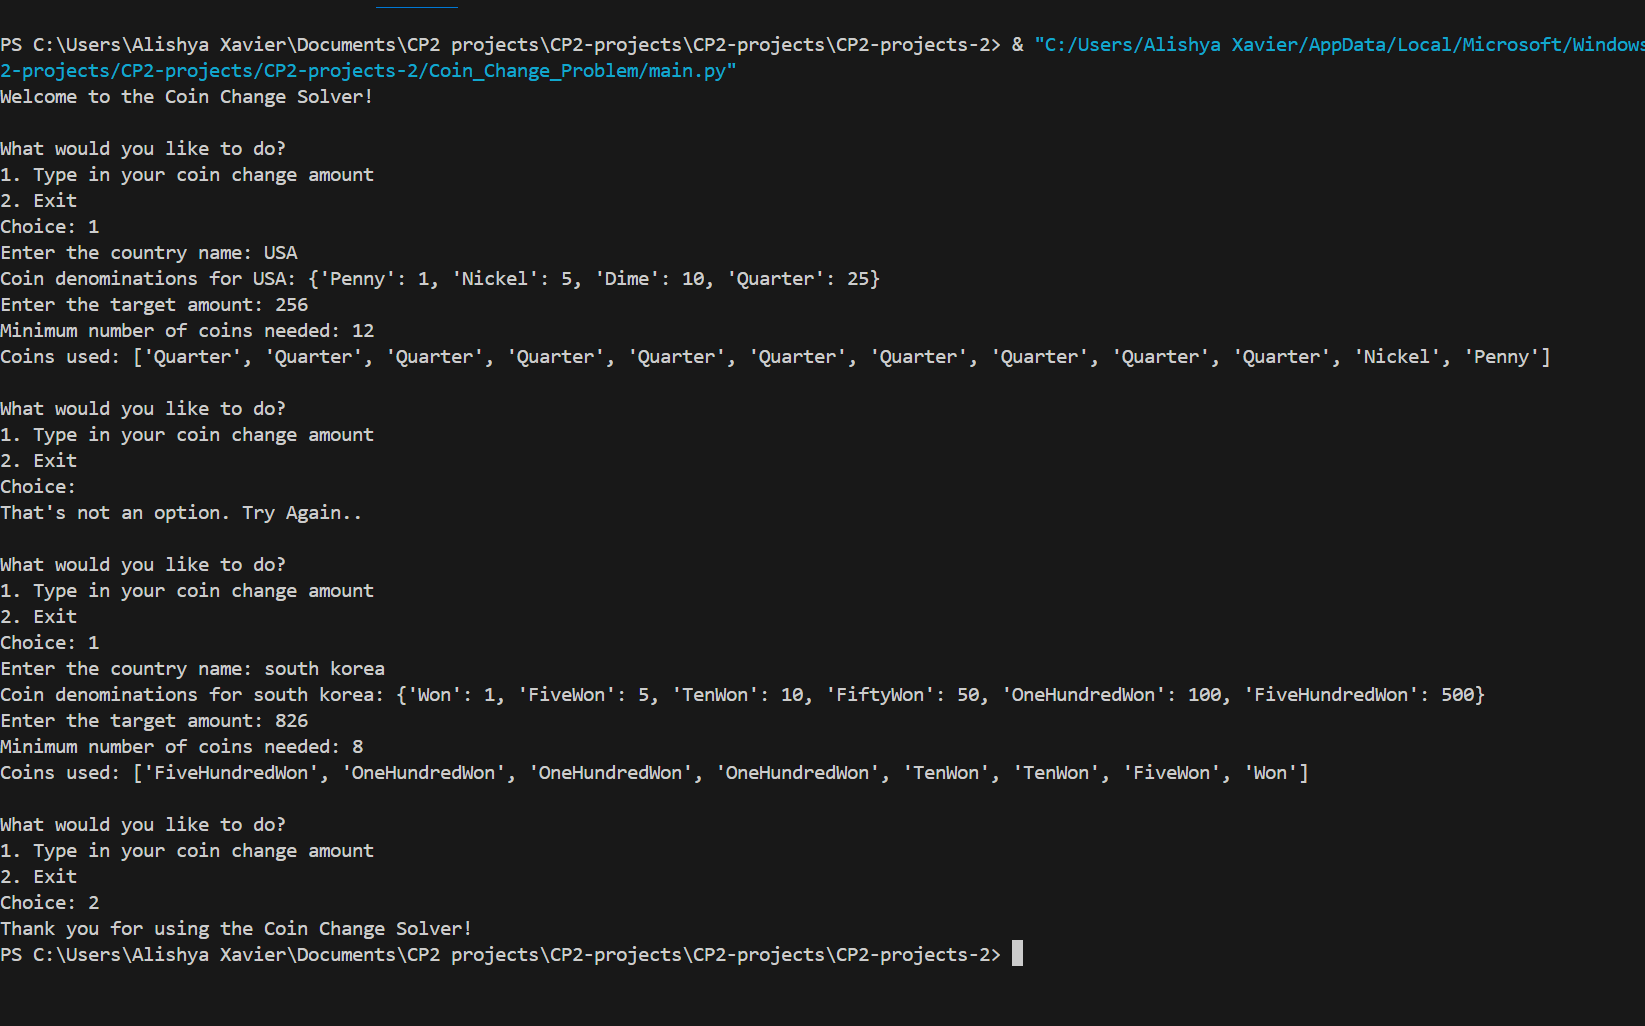 PS C:\Users\Alishya Xavier\Documents\CP2 projects\CP2-projects\CP2-projects\CP2-projects-2> & "C:/Users/Alishya Xavier/AppData/Local/Microsoft/Windows
2-projects/CP2-projects/CP2-projects-2/Coin_Change_Problem/main.py"
Welcome to the Coin Change Solver!
What would you like to do?
1. Type in your coin change amount
2. Exit
Choice: 1
Enter the country name: USA
Coin denominations for USA: {'Penny': 1, 'Nickel': 5, 'Dime': 10, 'Quarter': 25}
Enter the target amount: 256
Minimum number of coins needed: 12
Coins used: ['Quarter', 'Quarter', 'Quarter', 'Quarter', 'Quarter', 'Quarter', 'Quarter', 'Quarter', 'Quarter', 'Quarter', 'Nickel', 'Penny']
What would you like to do?
1. Type in your coin change amount
2. Exit
Choice:
That's not an option. Try Again..
What would you like to do?
1. Type in your coin change amount
2. Exit
Choice: 1
Enter the country name: south korea
Coin denominations for south korea: {'Won': 1, 'FiveWon': 5, 'TenWon': 10, 'FiftyWon': 50, 'OneHundredWon': 100, 'FiveHundredWon': 500}
Enter the target amount: 826
Minimum number of coins needed: 8
Coins used: ['FiveHundredWon', 'OneHundredWon', 'OneHundredWon', 'OneHundredWon', 'TenWon', 'TenWon', 'FiveWon', 'Won']
What would you like to do?
1. Type in your coin change amount
2. Exit
Choice: 2
Thank you for using the Coin Change Solver!
PS C:\Users\Alishya Xavier\Documents\CP2 projects\CP2-projects\CP2-projects\CP2-projects-2>